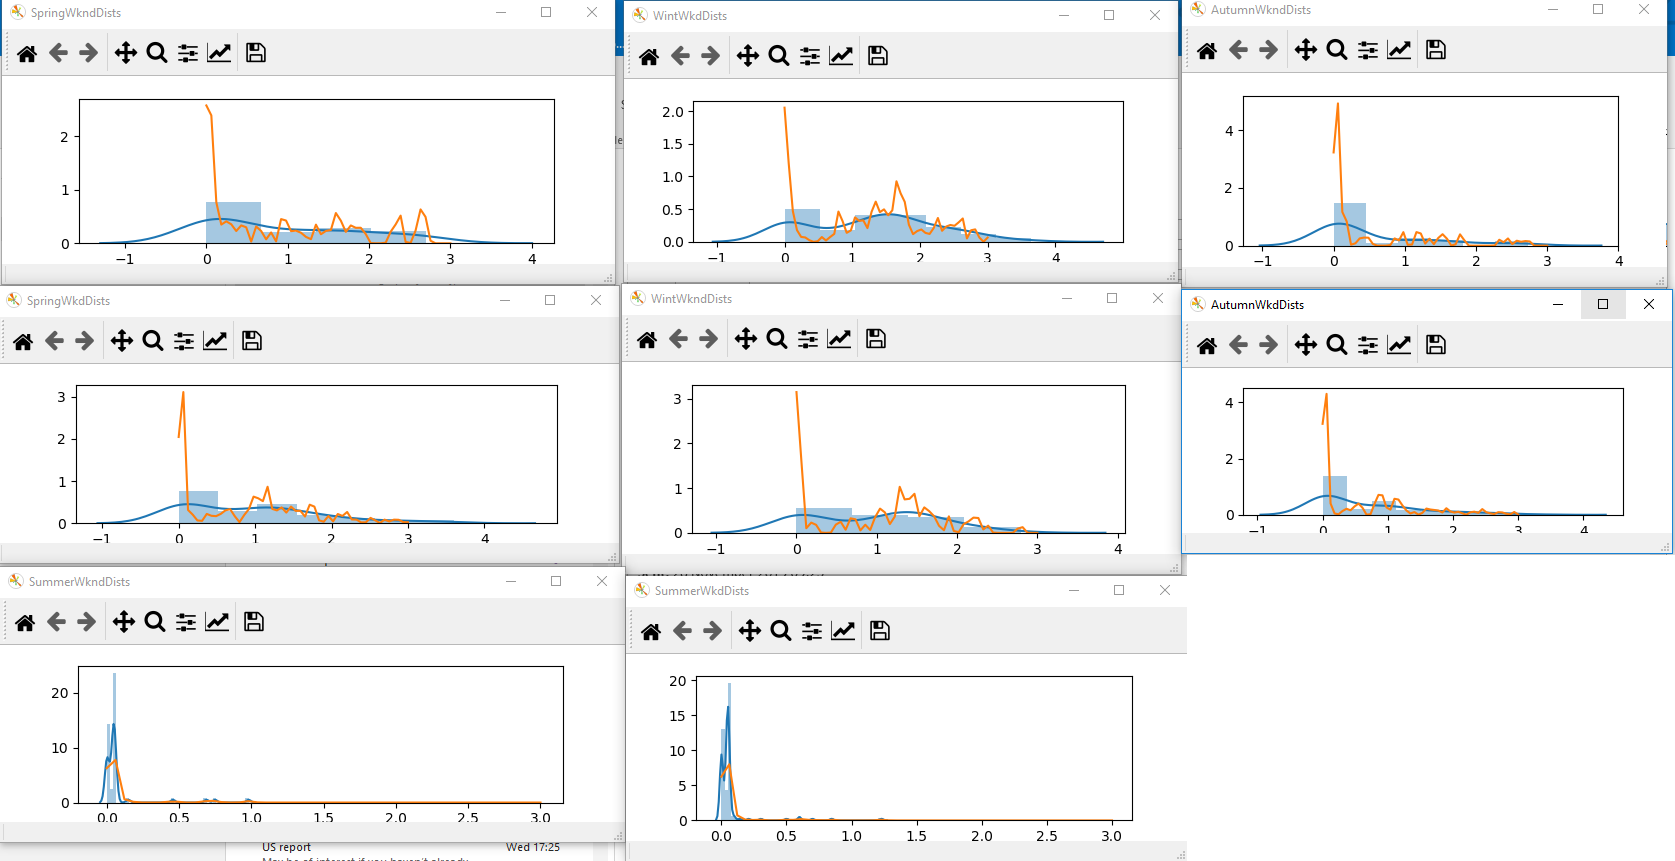 SpringWkndDists
2
1
0
−1 0 1 2 3 4
WintWkdDists
2.0
1.5
1.0
0.5
0.0
−1 0 1 2 3 4
AutumnWkndDists
4
2
0
−1 0 1 2 3 4
SpringWkdDists
3
2
1
0
−1 0 1 2 3 4
WintWkndDists
3
2
1
0
−1 0 1 2 3 4
AutumnWkdDists
4
2
0
−1 0 1 2 3 4
SummerWkndDists
20
10
0
0.0 0.5 1.0 1.5 2.0 2.5 3.0
SummerWkdDists
20
15
10
5
0
0.0 0.5 1.0 1.5 2.0 2.5 3.0
US report Wed 17:25